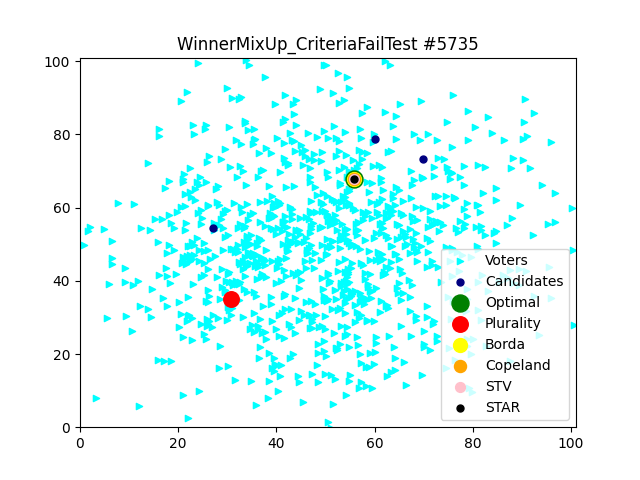 WinnerMixUp_CriteriaFailTest #5735
100
80
60
40
20
0
0
20
40
60
80
100
Voters
Candidates
Optimal
Plurality
Borda
Copeland
STV
STAR